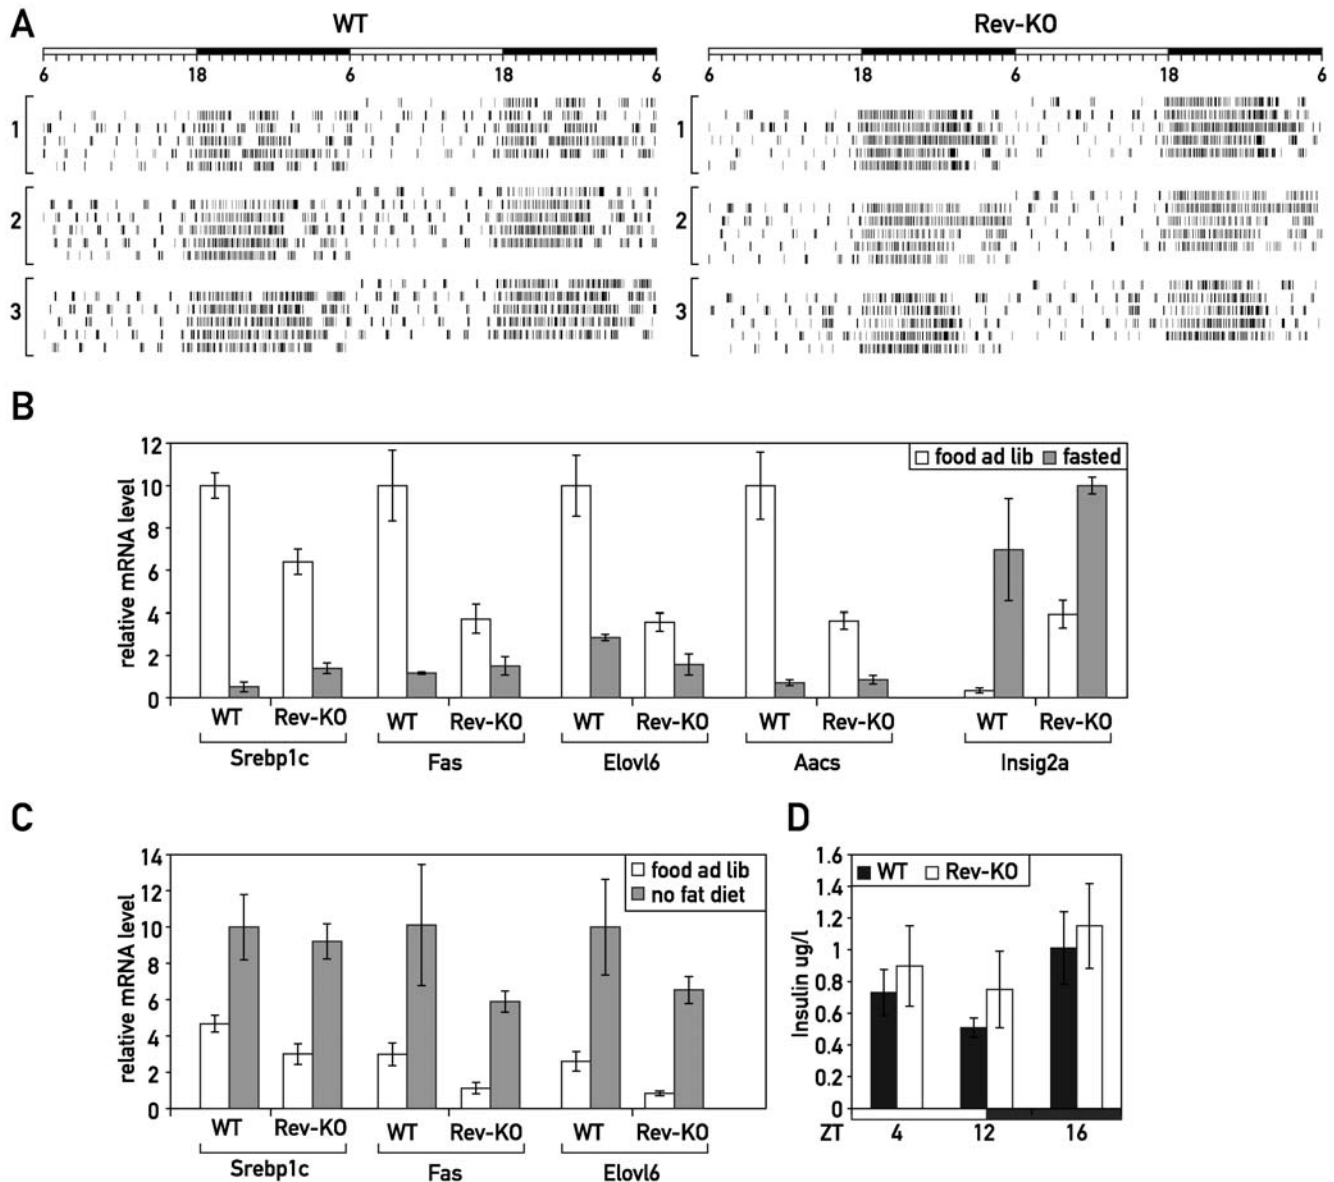 A
WT
Rev-KO
6 18 6 18 6
6 18 6 18 6
1
2
3
1
2
3
B
12
10
8
6
4
2
0
relative mRNA level
food ad lib fasted
WT Rev-KO WT Rev-KO WT Rev-KO WT Rev-KO WT Rev-KO
Srebp1c Fas Elovl6 Aacs Insig2a
C
14
12
10
8
6
4
2
0
relative mRNA level
food ad lib
no fat diet
WT Rev-KO WT Rev-KO WT Rev-KO
Srebp1c Fas Elovl6
D
1.6
1.4
1.2
1
0.8
0.6
0.4
0.2
0
Insulin ug/l
WT Rev-KO
ZT 4 12 16